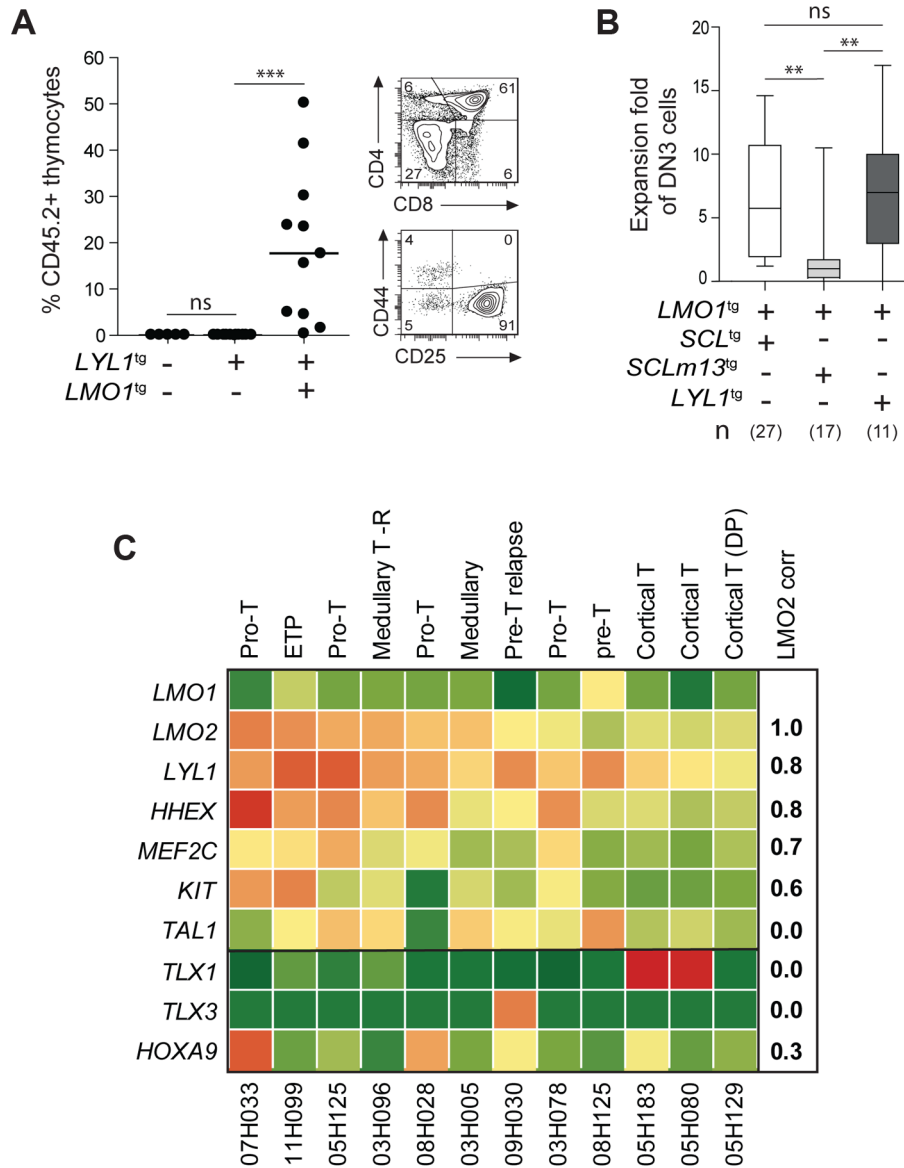 A
% CD45.2+ thymocytes
60
50
40
30
20
10
0
ns
***
LYL1tg - + +
LMO1tg - - +
CD4
6 61
27 6
CD8
CD44
4 0
5 91
CD25
B
Expansion fold
of DN3 cells
20
15
10
5
0
ns
** **
LMO1tg + + +
SCLtg + - -
SCLm13tg - + -
LYL1tg - - +
n (27) (17) (11)
C
Pro-T
ETP
Pro-T
Medullary T -R
Pro-T
Medullary
Pre-T relapse
Pro-T
pre-T
Cortical T
Cortical T
Cortical T (DP)
LMO2 corr
LMO1
LMO2 1.0
LYL1 0.8
HHEX 0.8
MEF2C 0.7
KIT 0.6
TAL1 0.0
TLX1 0.0
TLX3 0.0
HOXA9 0.3
07H033
11H099
05H125
03H096
08H028
03H005
09H030
03H078
08H125
05H183
05H080
05H129